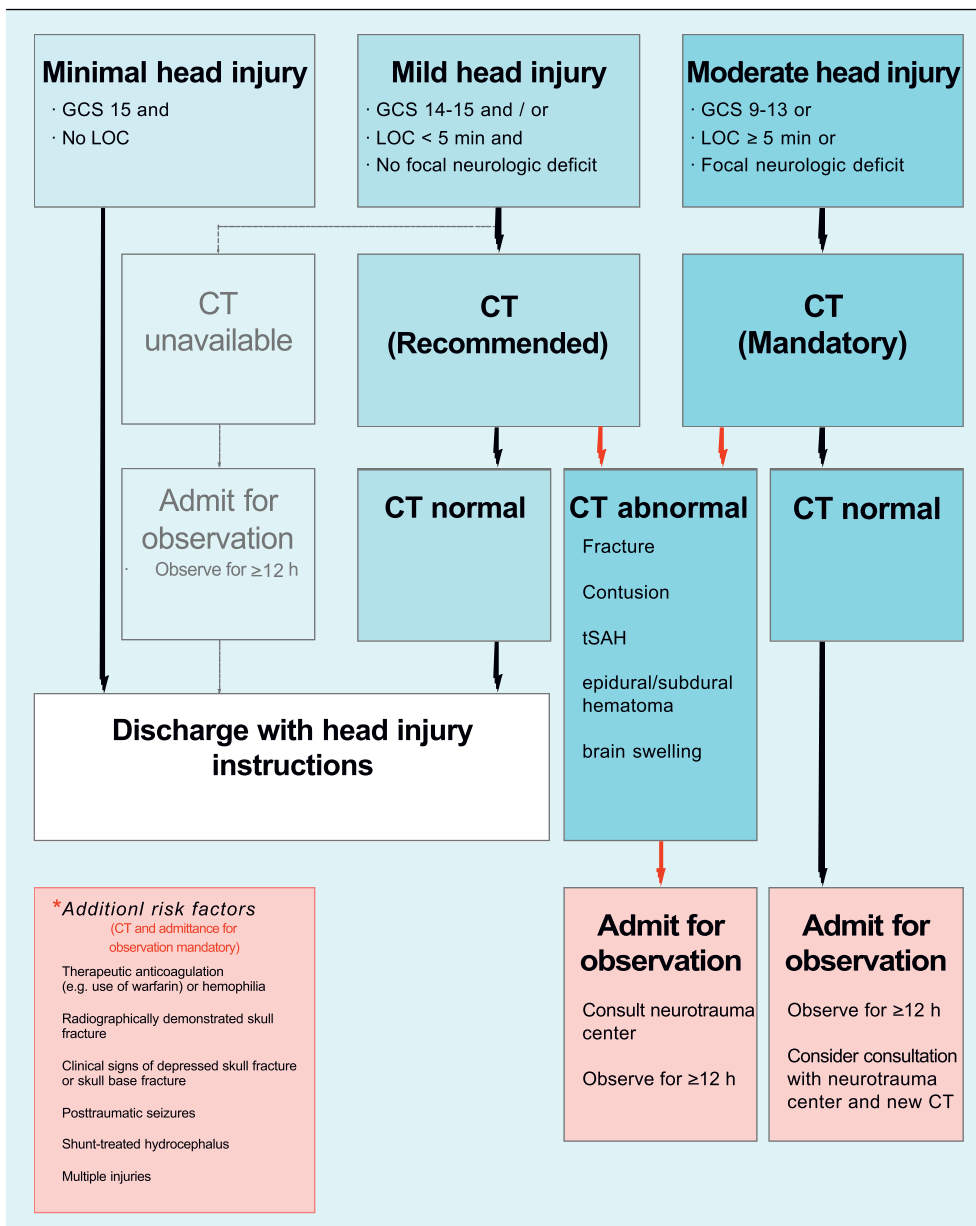 Minimal head injury
· GCS 15 and
· No LOC
Mild head injury
· GCS 14-15 and / or
· LOC < 5 min and
· No focal neurologic deficit
Moderate head injury
· GCS 9-13 or
· LOC ≥ 5 min or
· Focal neurologic deficit
CT
unavailable
CT
(Recommended)
CT
(Mandatory)
Admit for
observation
· Observe for ≥12 h
CT normal
CT abnormal
Fracture
Contusion
tSAH
epidural/subdural
hematoma
brain swelling
CT normal
Discharge with head injury
instructions
*Additionl risk factors
(CT and admittance for
observation mandatory)
Therapeutic anticoagulation
(e.g. use of warfarin) or hemophilia
Radiographically demonstrated skull
fracture
Clinical signs of depressed skull fracture
or skull base fracture
Posttraumatic seizures
Shunt-treated hydrocephalus
Multiple injuries
Admit for
observation
Consult neurotrauma
center
Observe for ≥12 h
Admit for
observation
Observe for ≥12 h
Consider consultation
with neurotrauma
center and new CT